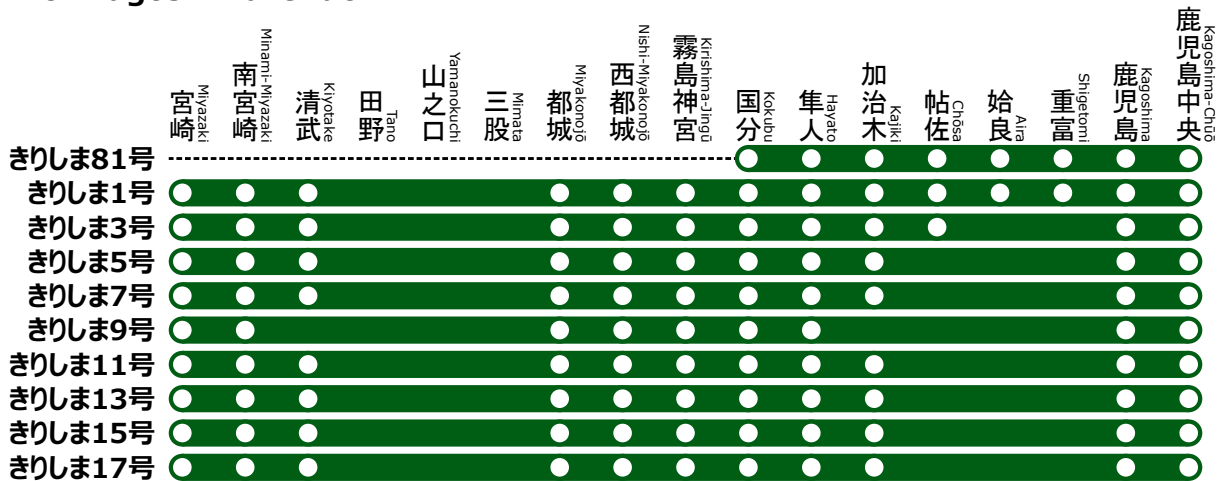 宮崎 Miyazaki
南宮崎 Minami-Miyazaki
清武 Kiyotake
田野 Tano
山之口 Yamanokuchi
三股 Mimata
都城 Miyakonojō
西都城 Nishi-Miyakonojō
霧島神宮 Kirishima-Jingū
国分 Kokubu
隼人 Hayato
加治木 Kajiki
帖佐 Chōsa
姶良 Aira
重富 Shigetomi
鹿児島 Kagoshima
鹿児島中央 Kagoshima-Chūō
きりしま81号
きりしま1号
きりしま3号
きりしま5号
きりしま7号
きりしま9号
きりしま11号
きりしま13号
きりしま15号
きりしま17号